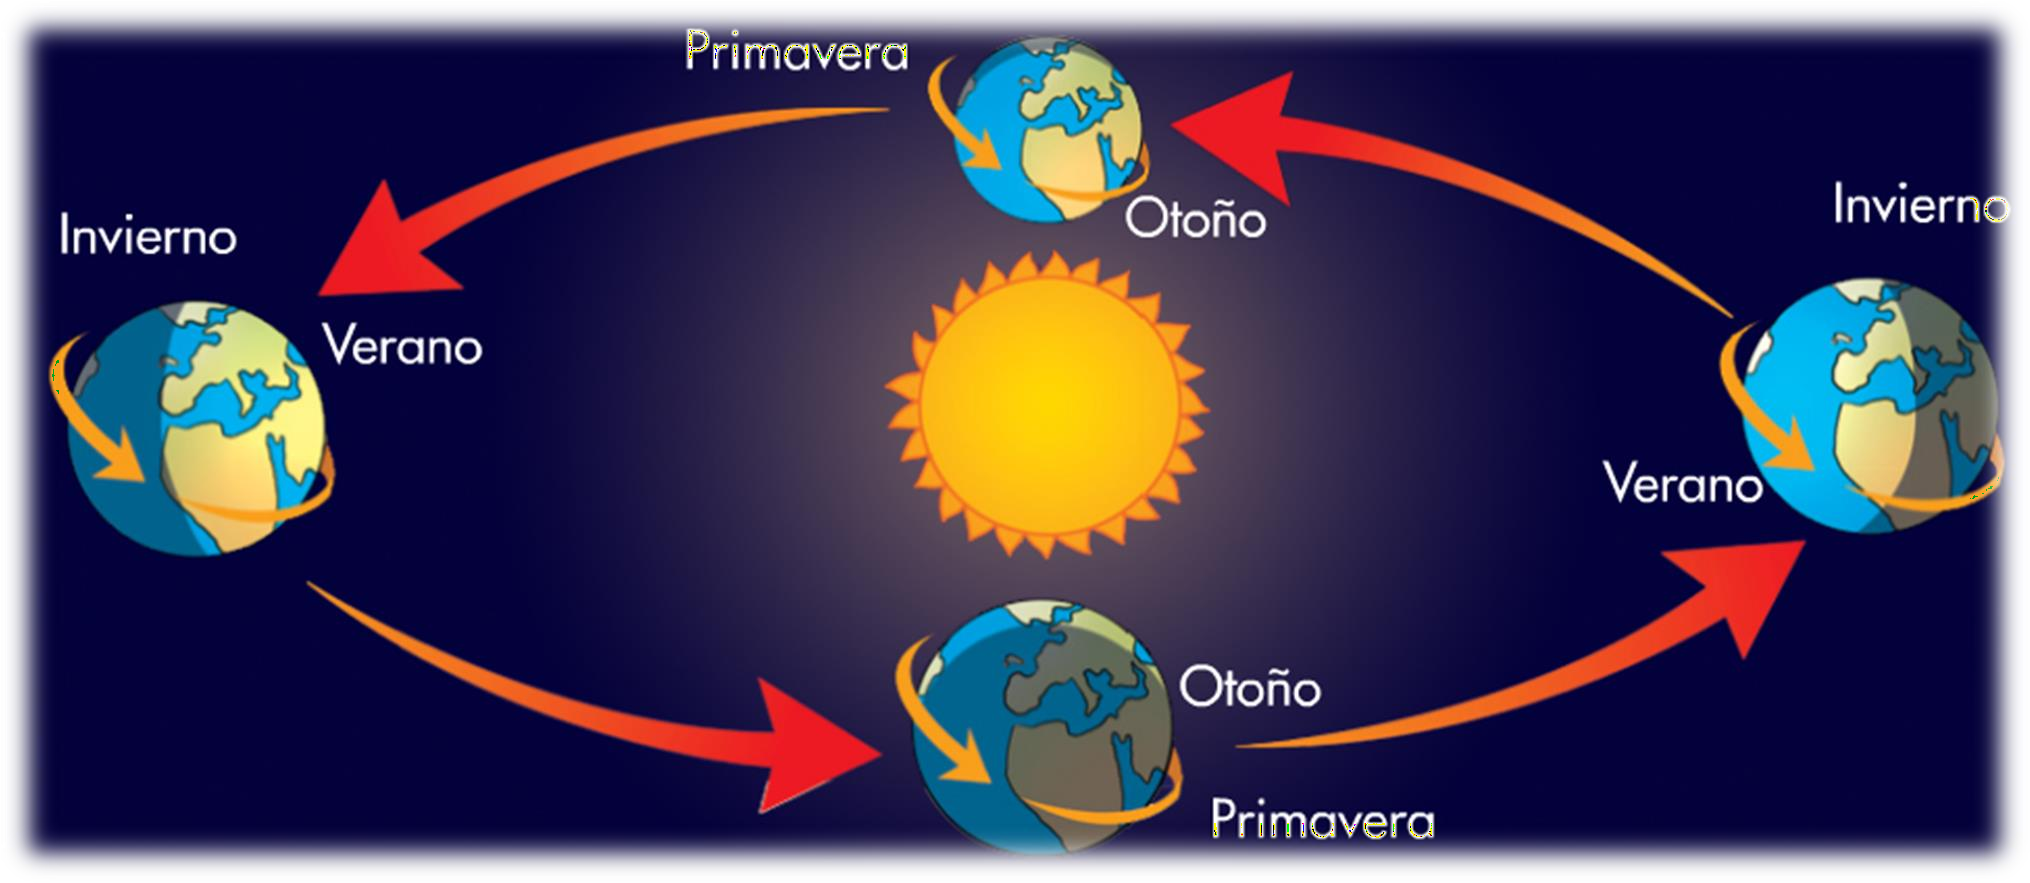 Primavera
Otoño
Invierno
Verano
Invierno
Verano
Otoño
Primavera